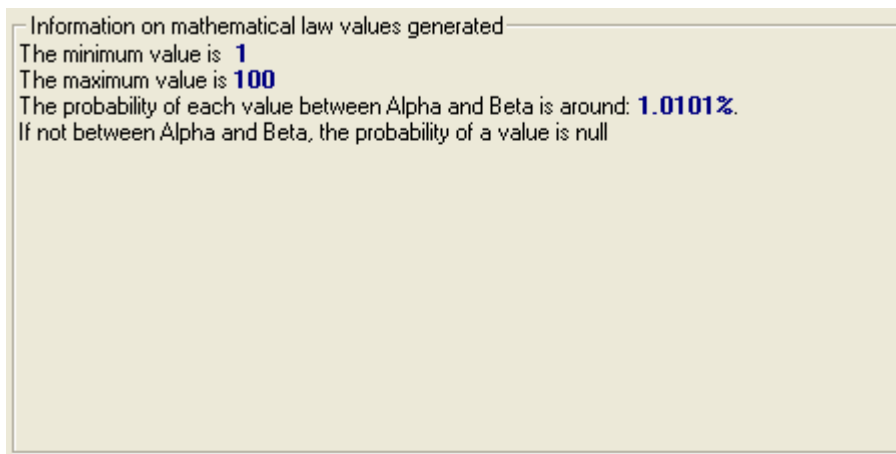 Information on mathematical law values generated
The minimum value is 1
The maximum value is 100
The probability of each value between Alpha and Beta is around: 1.0101%.
If not between Alpha and Beta, the probability of a value is null